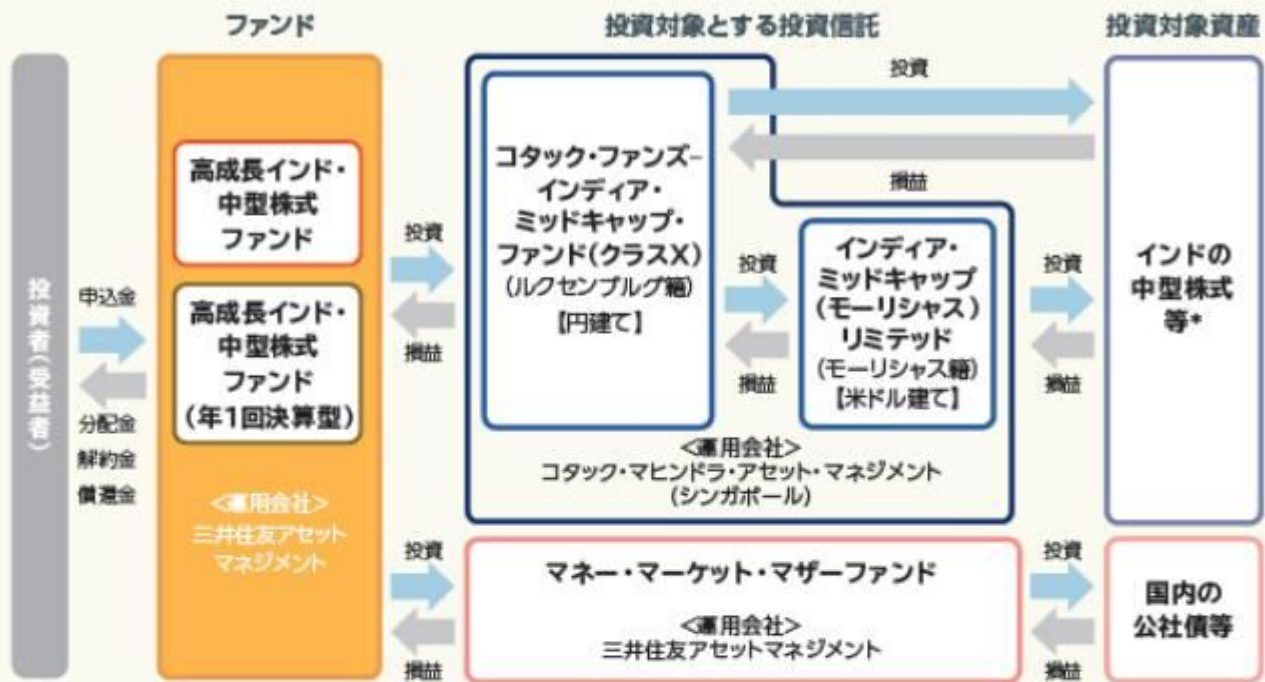 ファンド
投資対象とする投資信託
投資対象資産
投資者(受益者)
申込金
分配金
解約金
償還金
高成長インド・
中型株式
ファンド
高成長インド・
中型株式
ファンド
(年1回決算型)
<運用会社>
三井住友アセット
マネジメント
投資
損益
コタック・ファンズ-
インディア・
ミッドキャップ・
ファンド(クラスX)
(ルクセンブルグ籍)
【円建て】
投資
損益
投資
損益
インディア・
ミッドキャップ
(モーリシャス)
リミテッド
(モーリシャス籍)
【米ドル建て】
<運用会社>
コタック・マヒンドラ・アセット・マネジメント
(シンガポール)
投資
損益
インドの
中型株式
等*
投資
損益
マネー・マーケット・マザーファンド
<運用会社>
三井住友アセットマネジメント
投資
損益
国内の
公社債等